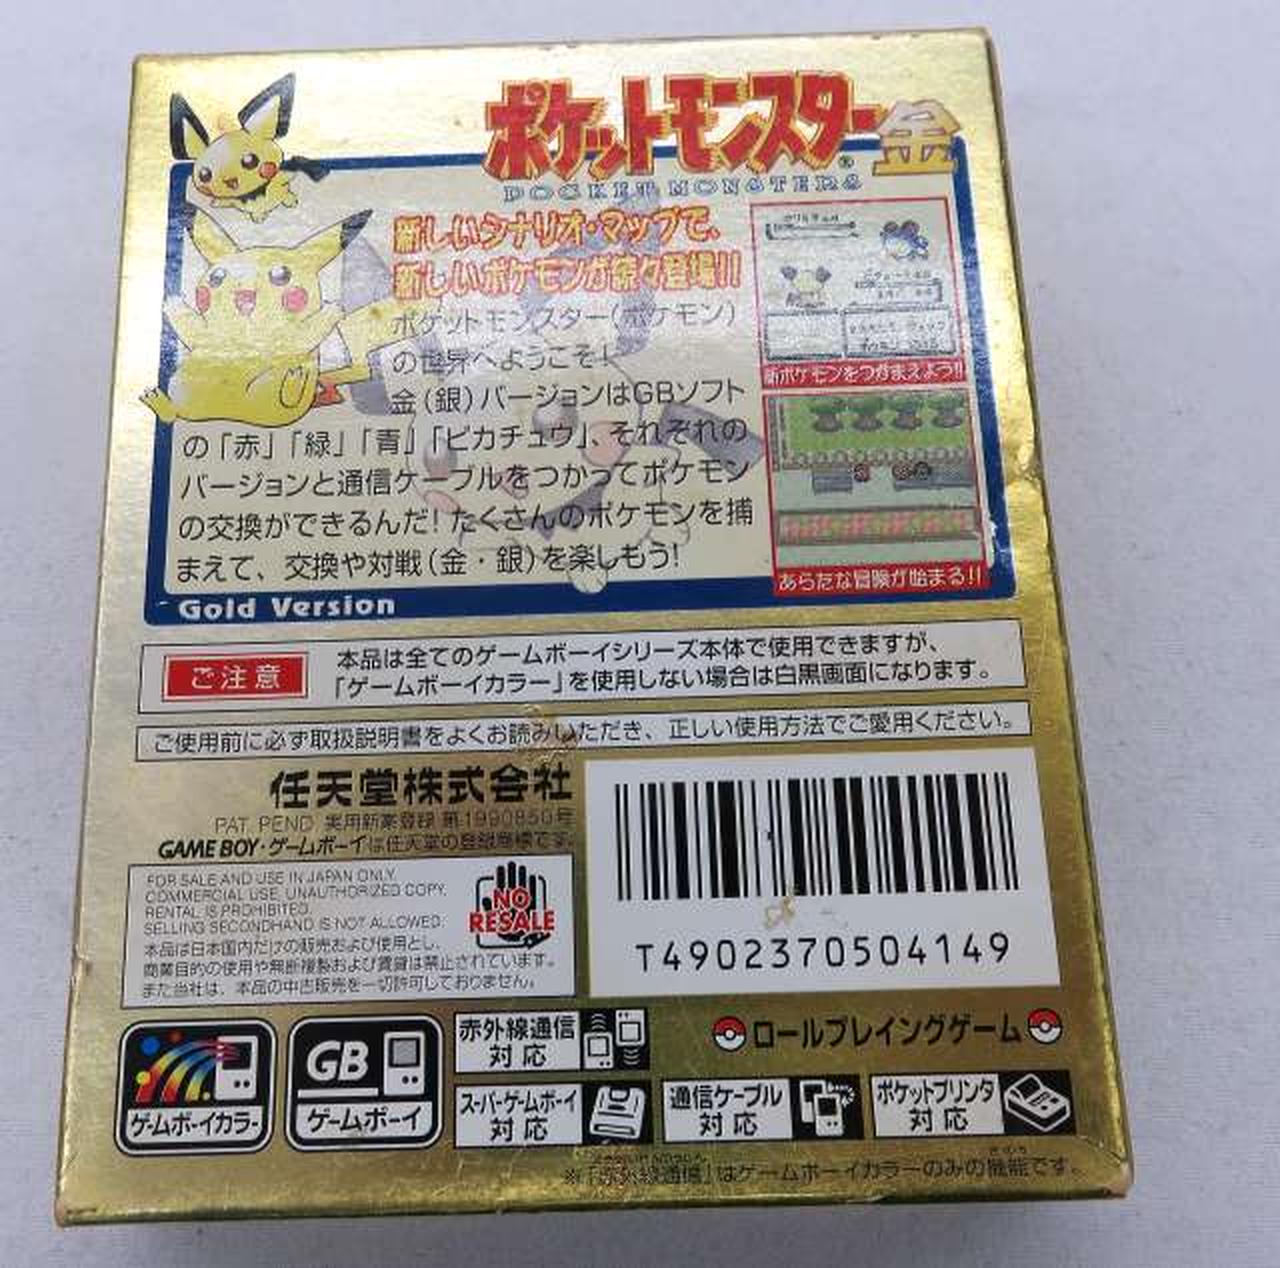 ポケットモンスター金
POCKET MONSTERS
新しいシナリオ・マップで、
新しいポケモンが続々登場!!
ポケットモンスター(ポケモン)
の世界へようこそ!
金(銀)バージョンはGBソフト
の「赤」「緑」「青」「ピカチュウ」、それぞれの
バージョンと通信ケーブルをつかってポケモン
の交換ができるんだ! たくさんのポケモンを捕
まえて、交換や対戦(金・銀)を楽しもう!
新ポケモンをつかまえよう!!
あらたな冒険が始まる!!
Gold Version
ご注意
本品は全てのゲームボーイシリーズ本体で使用できますが、
「ゲームボーイカラー」を使用しない場合は白黒画面になります。
ご使用前に必ず取扱説明書をよくお読みいただき、正しい使用方法でご愛用ください。
任天堂株式会社
PAT. PEND 実用新案登録 第1990850号
GAME BOY・ゲームボーイは任天堂の登録商標です。
FOR SALE AND USE IN JAPAN ONLY.
COMMERCIAL USE, UNAUTHORIZED COPY,
RENTAL IS PROHIBITED.
SELLING SECONDHAND IS NOT ALLOWED.
本品は日本国内だけの販売および使用とし、
商業目的の使用や無断複製および賃貸は禁止されています。
また当社は、本品の中古販売を一切許可しておりません。
NO
RESALE
T4902370504149
ゲームボーイカラー
GB
ゲームボーイ
赤外線通信
対応
ロールプレイングゲーム
スーパーゲームボーイ
対応
通信ケーブル
対応
ポケットプリンタ
対応
※「赤外線通信」はゲームボーイカラーのみの機能です。